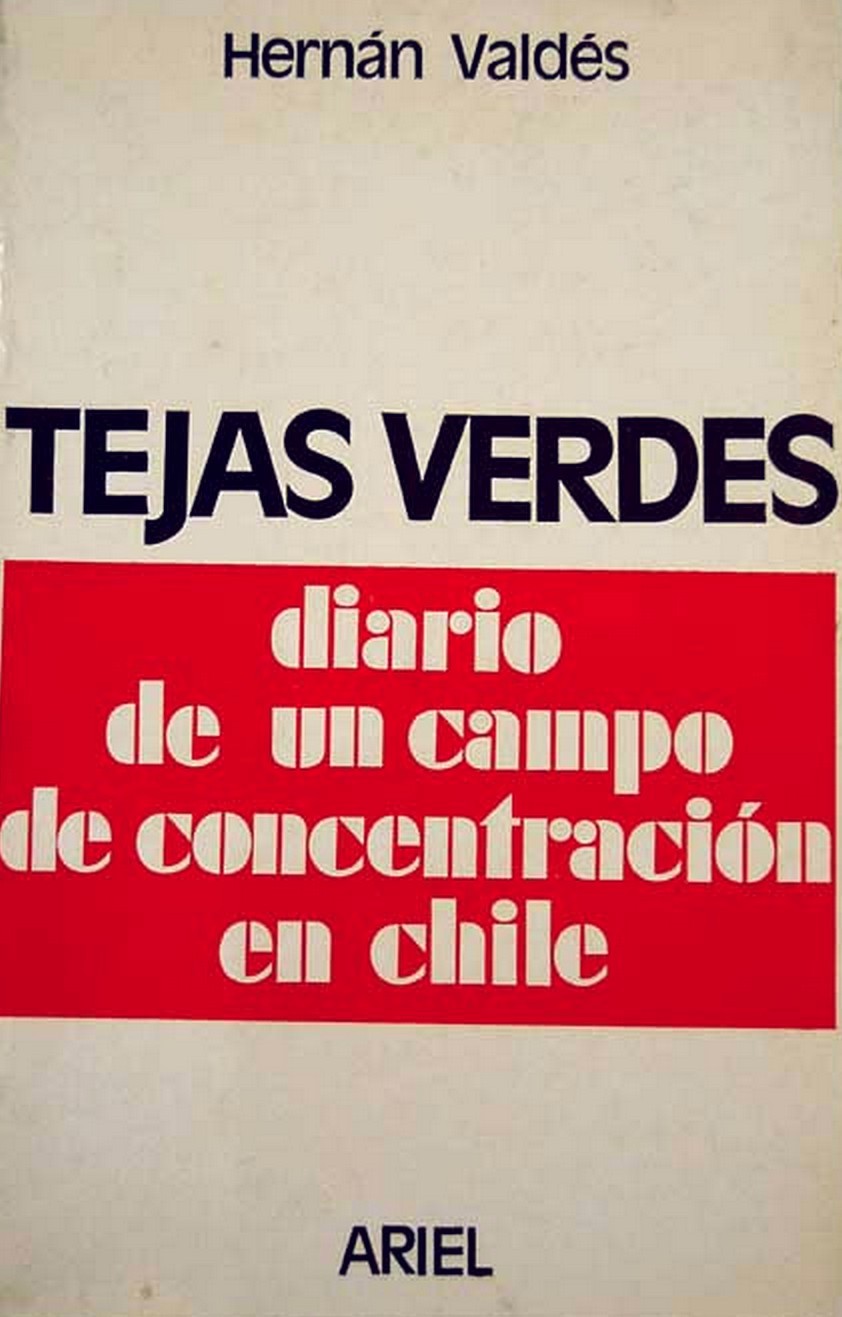 Hernán Valdés
TEJAS VERDES
diario
de un campo
de concentración
en chile
ARIEL